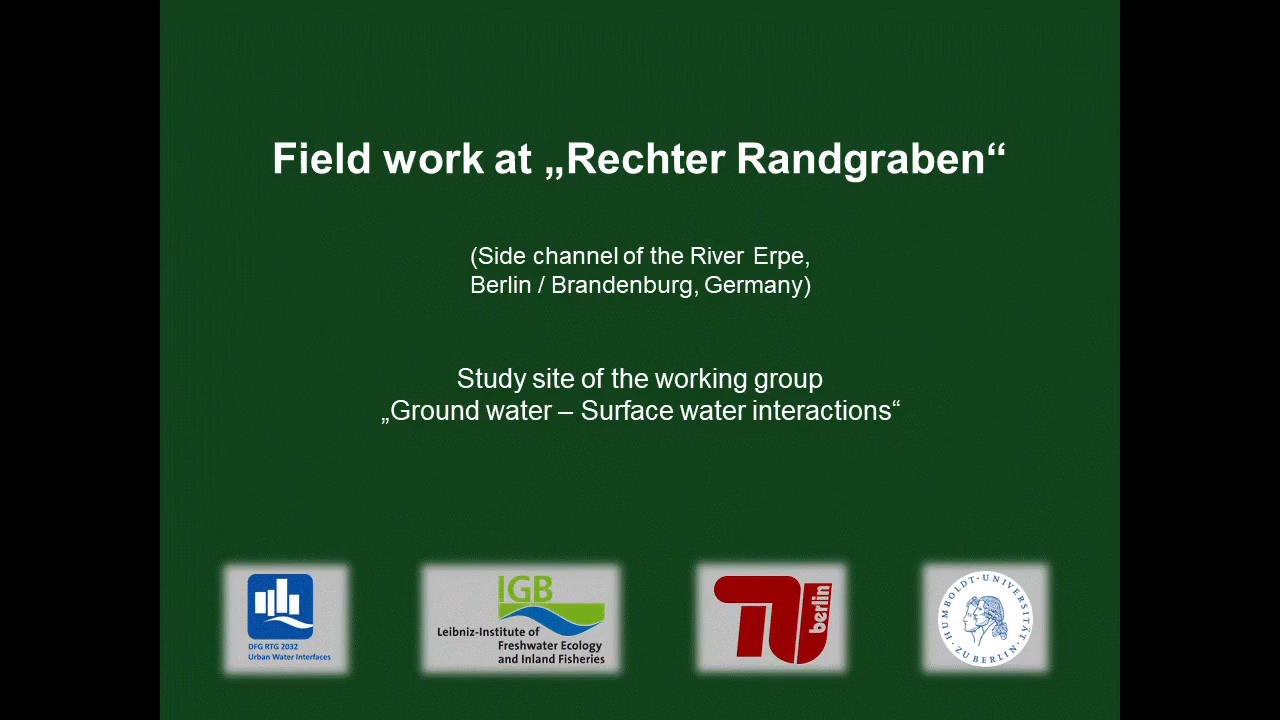 Field work at „Rechter Randgraben“
(Side channel of the River Erpe,
Berlin / Brandenburg, Germany)
Study site of the working group
„Ground water – Surface water interactions“
DFG RTG 2032
Urban Water Interfaces
IGB
Leibniz-Institute of
Freshwater Ecology
and Inland Fisheries
TU berlin
HUMBOLDT-UNIVERSITÄT
ZU BERLIN